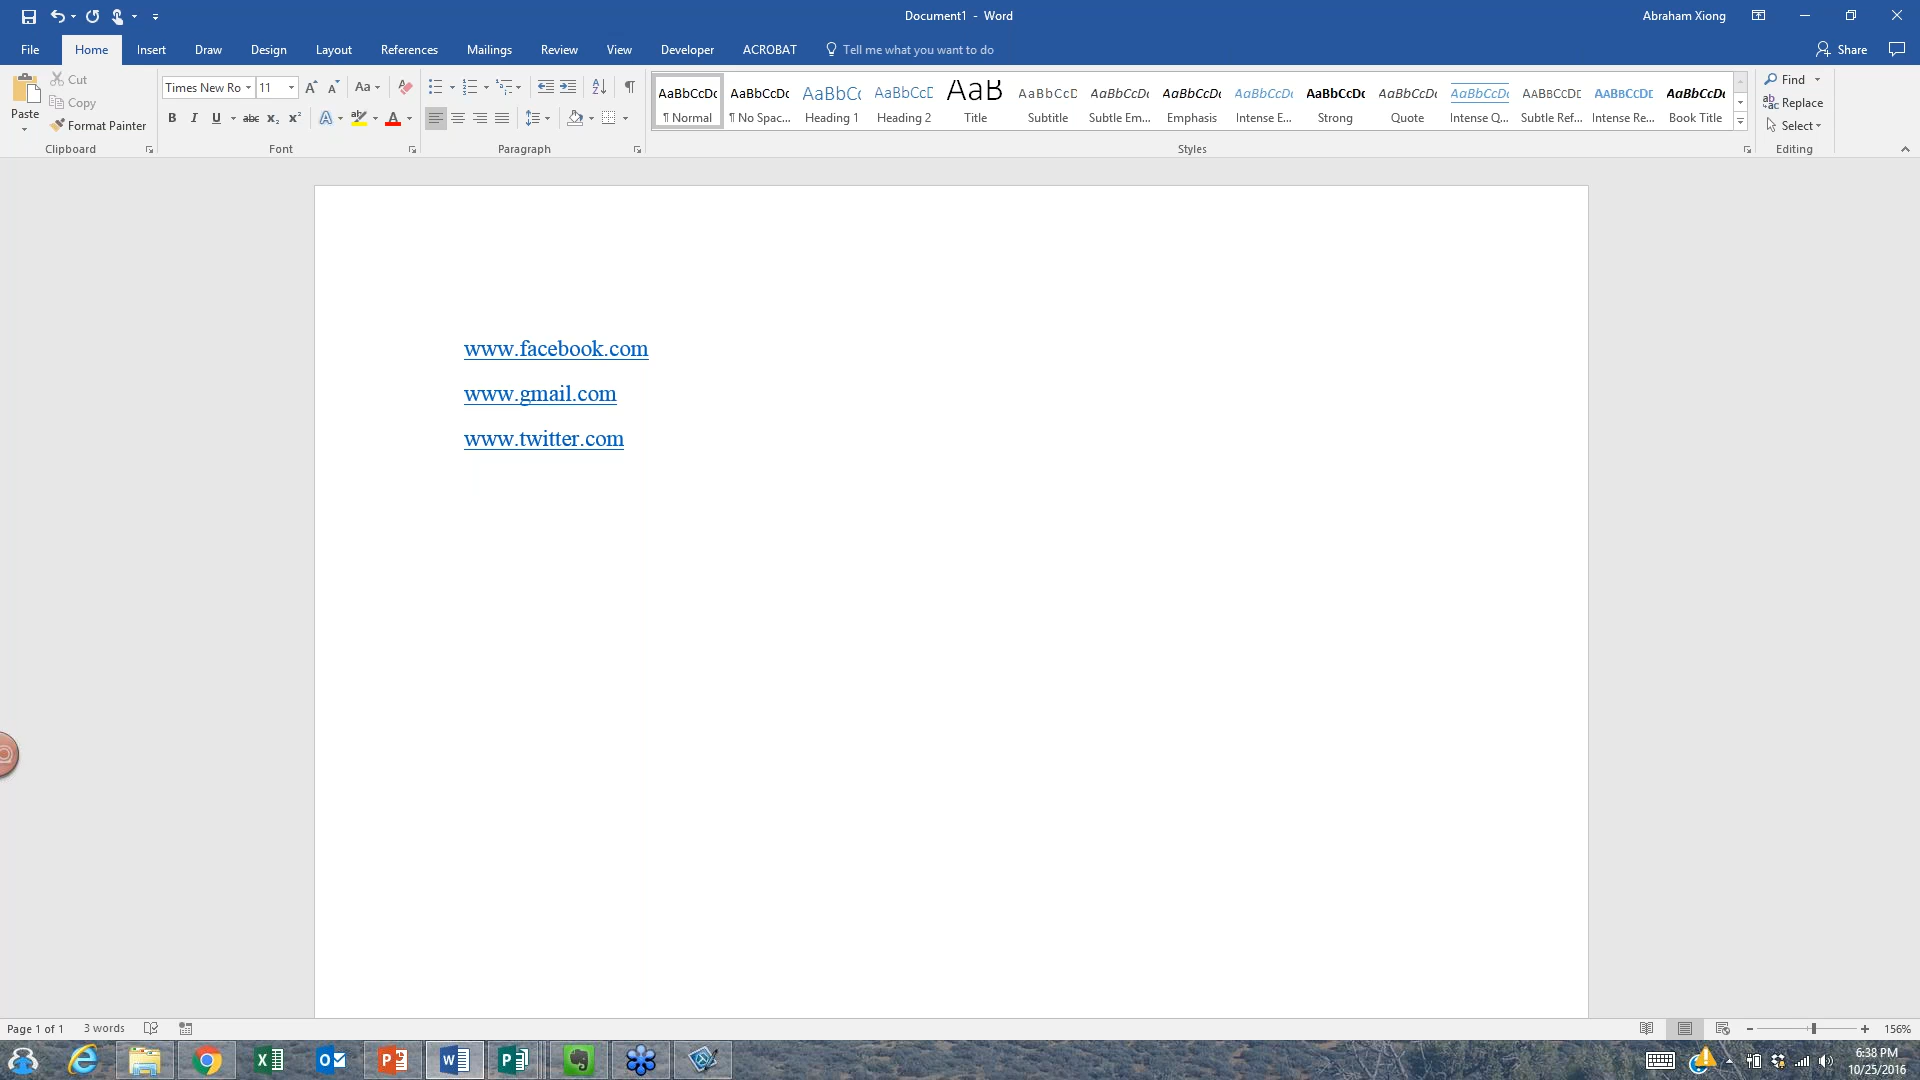 Document1 - Word
Abraham Xiong
File Home Insert Draw Design Layout References Mailings Review View Developer ACROBAT Tell me what you want to do Share
Paste
Cut
Copy
Format Painter
Times New Ro 11
Aa
B I U abc x₂ x² A A
AaBbCcDc AaBbCcDc AaBbCc AaBbCcD AaB AaBbCcD AaBbCcDc AaBbCcDc AaBbCcDc AaBbCcDc AaBbCcDc AaBbCcDc AABBCCDE AABBCCDE AaBbCcDc
¶ Normal ¶ No Spac... Heading 1 Heading 2 Title Subtitle Subtle Em... Emphasis Intense E... Strong Quote Intense Q... Subtle Ref... Intense Re... Book Title
Find
Replace
Select
Clipboard Font Paragraph Styles Editing
www.facebook.com
www.gmail.com
www.twitter.com
Page 1 of 1 3 words 156%
6:38 PM
10/25/2016